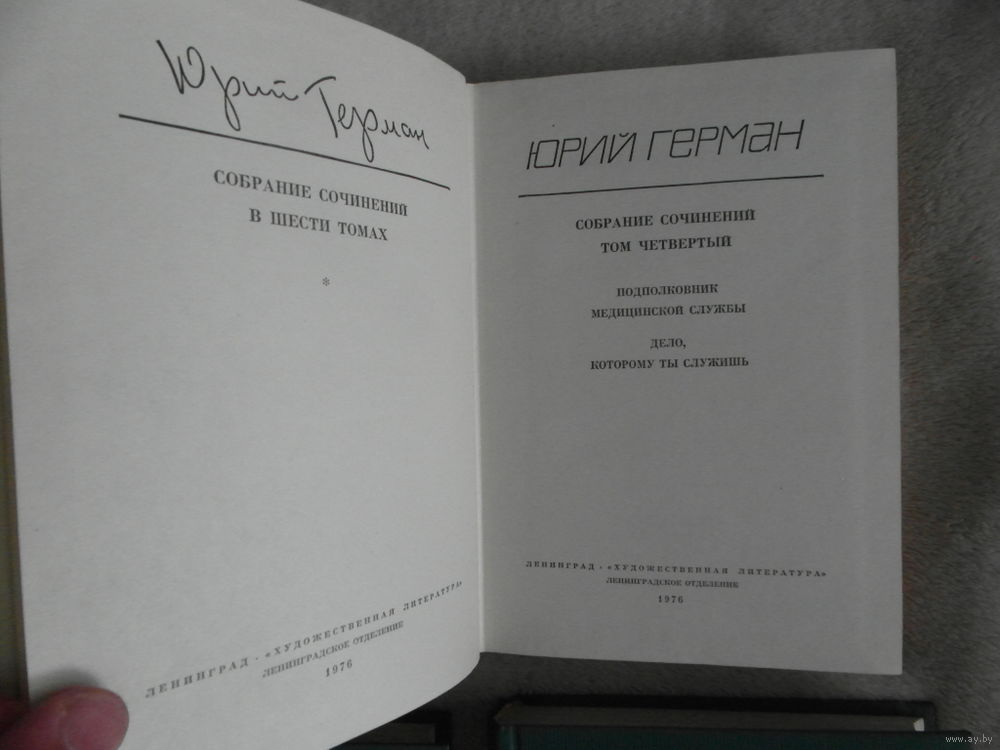 Юрий Герман
СОБРАНИЕ СОЧИНЕНИЙ
В ШЕСТИ ТОМАХ
*
ЛЕНИНГРАД · «ХУДОЖЕСТВЕННАЯ ЛИТЕРАТУРА»
ЛЕНИНГРАДСКОЕ ОТДЕЛЕНИЕ
1976
ЮРИЙ ГЕРМАН
СОБРАНИЕ СОЧИНЕНИЙ
ТОМ ЧЕТВЕРТЫЙ
ПОДПОЛКОВНИК
МЕДИЦИНСКОЙ СЛУЖБЫ
ДЕЛО,
КОТОРОМУ ТЫ СЛУЖИШЬ
ЛЕНИНГРАД · «ХУДОЖЕСТВЕННАЯ ЛИТЕРАТУРА»
ЛЕНИНГРАДСКОЕ ОТДЕЛЕНИЕ
1976
www.ay.by